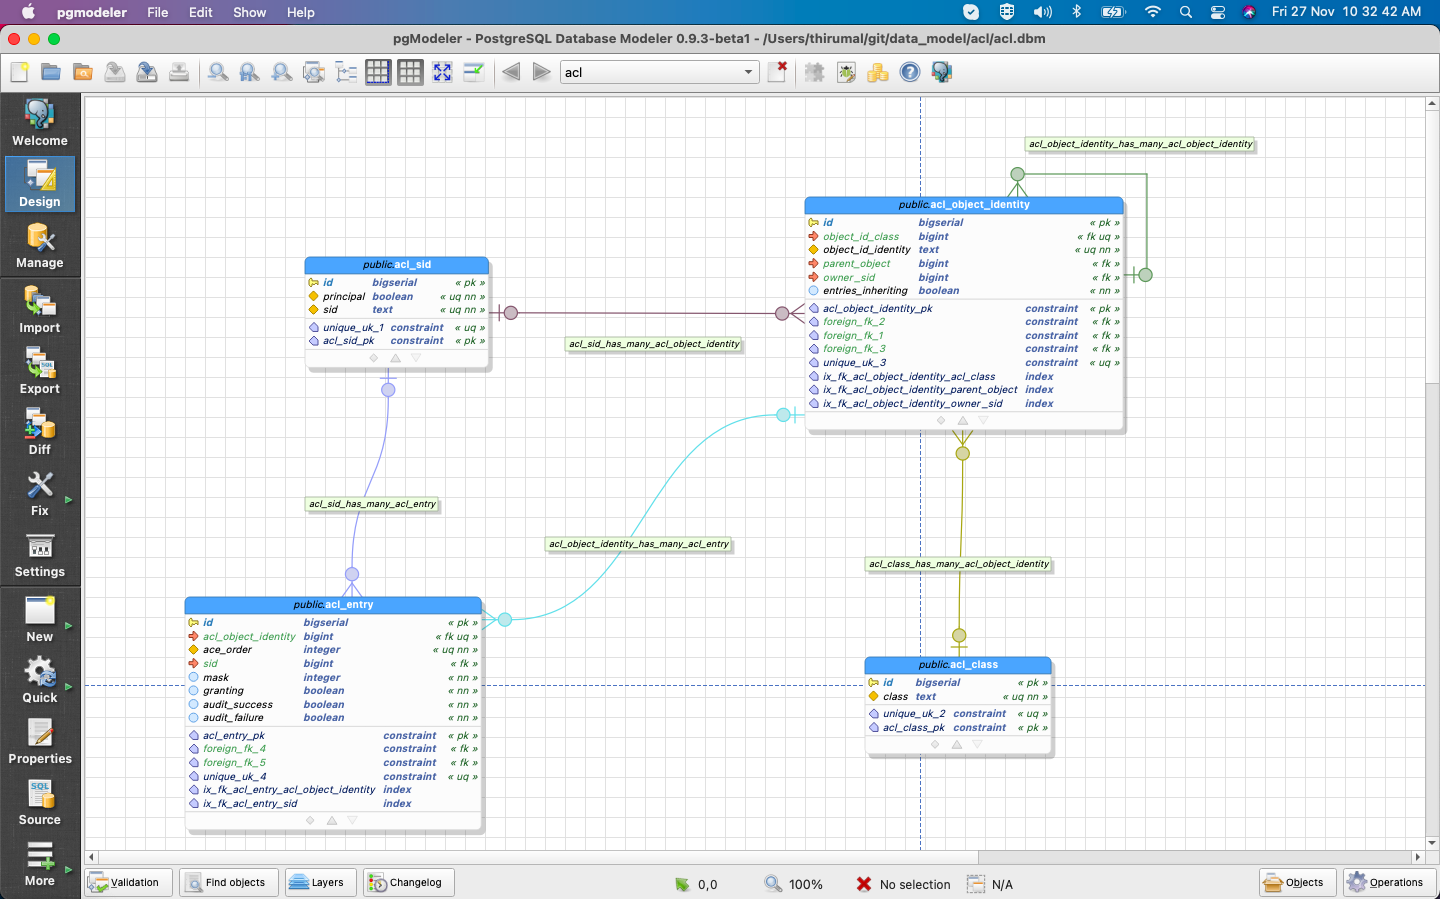 pgmodeler File Edit Show Help Fri 27 Nov 10 32 42 AM
pgModeler - PostgreSQL Database Modeler 0.9.3-beta1 - /Users/thirumal/git/data_model/acl/acl.dbm
acl
Welcome
Design
Manage
Import
Export
Diff
Fix
Settings
New
Quick
Properties
SQL
Source
More
acl_object_identity_has_many_acl_object_identity
public.acl_object_identity
id bigserial « pk »
object_id_class bigint « fk uq »
object_id_identity text « uq nn »
parent_object bigint « fk »
owner_sid bigint « fk »
entries_inheriting boolean « nn »
acl_object_identity_pk constraint « pk »
foreign_fk_2 constraint « fk »
foreign_fk_1 constraint « fk »
foreign_fk_3 constraint « fk »
unique_uk_3 constraint « uq »
ix_fk_acl_object_identity_acl_class index
ix_fk_acl_object_identity_parent_object index
ix_fk_acl_object_identity_owner_sid index
public.acl_sid
id bigserial « pk »
principal boolean « uq nn »
sid text « uq nn »
unique_uk_1 constraint « uq »
acl_sid_pk constraint « pk »
acl_sid_has_many_acl_object_identity
acl_sid_has_many_acl_entry
acl_object_identity_has_many_acl_entry
acl_class_has_many_acl_object_identity
public.acl_entry
id bigserial « pk »
acl_object_identity bigint « fk uq »
ace_order integer « uq nn »
sid bigint « fk »
mask integer « nn »
granting boolean « nn »
audit_success boolean « nn »
audit_failure boolean « nn »
acl_entry_pk constraint « pk »
foreign_fk_4 constraint « fk »
foreign_fk_5 constraint « fk »
unique_uk_4 constraint « uq »
ix_fk_acl_entry_acl_object_identity index
ix_fk_acl_entry_sid index
public.acl_class
id bigserial « pk »
class text « uq nn »
unique_uk_2 constraint « uq »
acl_class_pk constraint « pk »
Validation Find objects Layers Changelog 0,0 100% No selection N/A Objects Operations